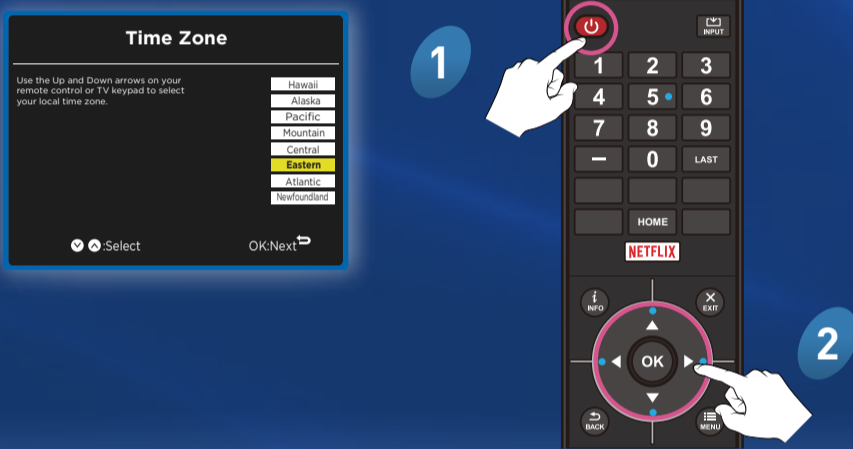 Time Zone
Use the Up and Down arrows on your
remote control or TV keypad to select
your local time zone.
Hawaii
Alaska
Pacific
Mountain
Central
Eastern
Atlantic
Newfoundland
:Select
OK:Next
1
INPUT
1 2 3
4 5 6
7 8 9
– 0 LAST
HOME
NETFLIX
i
INFO
EXIT
OK
2
BACK
MENU